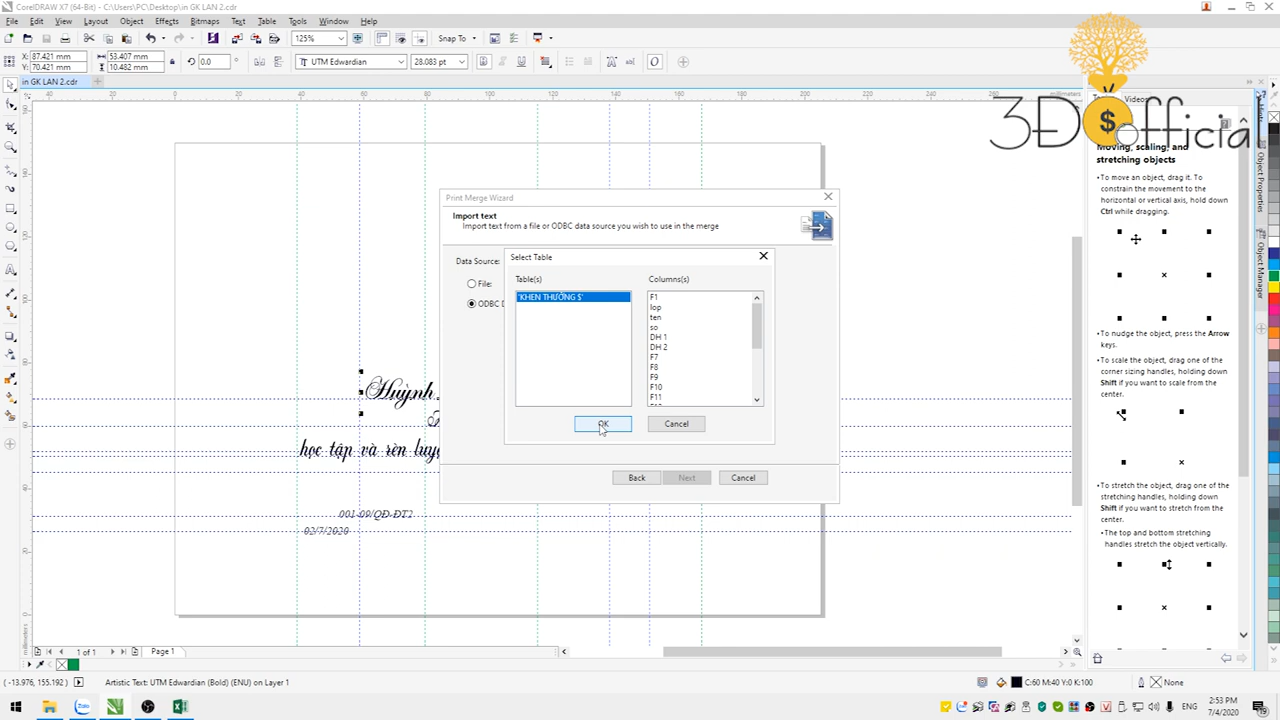 CorelDRAW X7 (64-Bit) - C:\Users\PC\Desktop\in GK LAN 2.cdr
File Edit View Layout Object Effects Bitmaps Text Table Tools Window Help
125% Snap To
X: 87.421 mm 53.407 mm 0.0 UTM Edwardian 28.083 pt
Y: 70.421 mm 10.482 mm
in GK LAN 2.cdr
Videos
3D $ official
Moving, scaling, and
stretching objects
•To move an object, drag it. To
constrain the movement to the
horizontal or vertical axis, hold down
Ctrl while dragging.
•To nudge the object, press the Arrow
keys.
•To scale the object, drag one of the
corner sizing handles, holding down
Shift if you want to scale from the
center.
•To stretch the object, drag one of the
stretching handles, holding down
Shift if you want to stretch from the
center.
•The top and bottom stretching
handles stretch the object vertically.
Object Properties
Object Manager
Print Merge Wizard
Import text
Import text from a file or ODBC data source you wish to use in the merge
Data Source:
File:
ODBC D
Select Table
Table(s) Columns(s)
'KHEN THƯỞNG $'
F1
lop
ten
so
DH 1
DH 2
F7
F8
F9
F10
F11
OK Cancel
Back Next Cancel
Huỳnh
học tập và rèn luy
001-09/QĐ-ĐT2
02/7/2020
1 of 1 Page 1
(-13.976, 155.192) Artistic Text: UTM Edwardian (Bold) (ENU) on Layer 1 C:60 M:40 Y:0 K:100 None
Zalo ENG 2:53 PM
7/4/2020